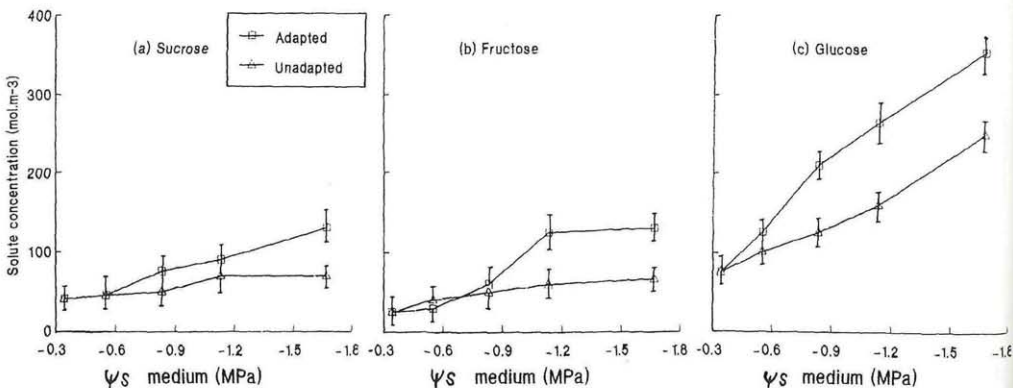 400
300
200
100
0
Solute concentration (mol.m-3)
(a) Sucrose
Adapted
Unadapted
(b) Fructose
(c) Glucose
-0.3 -0.6 -0.9 -1.2 -1.5 -1.8
-0.3 -0.6 -0.9 -1.2 -1.5 -1.8
-0.3 -0.6 -0.9 -1.2 -1.5 -1.8
ψs medium (MPa)
ψs medium (MPa)
ψs medium (MPa)